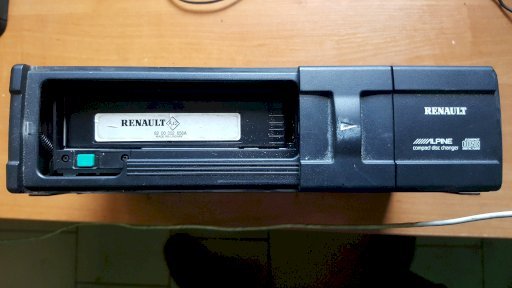 RENAULT
RENAULT
ALPINE
compact disc changer